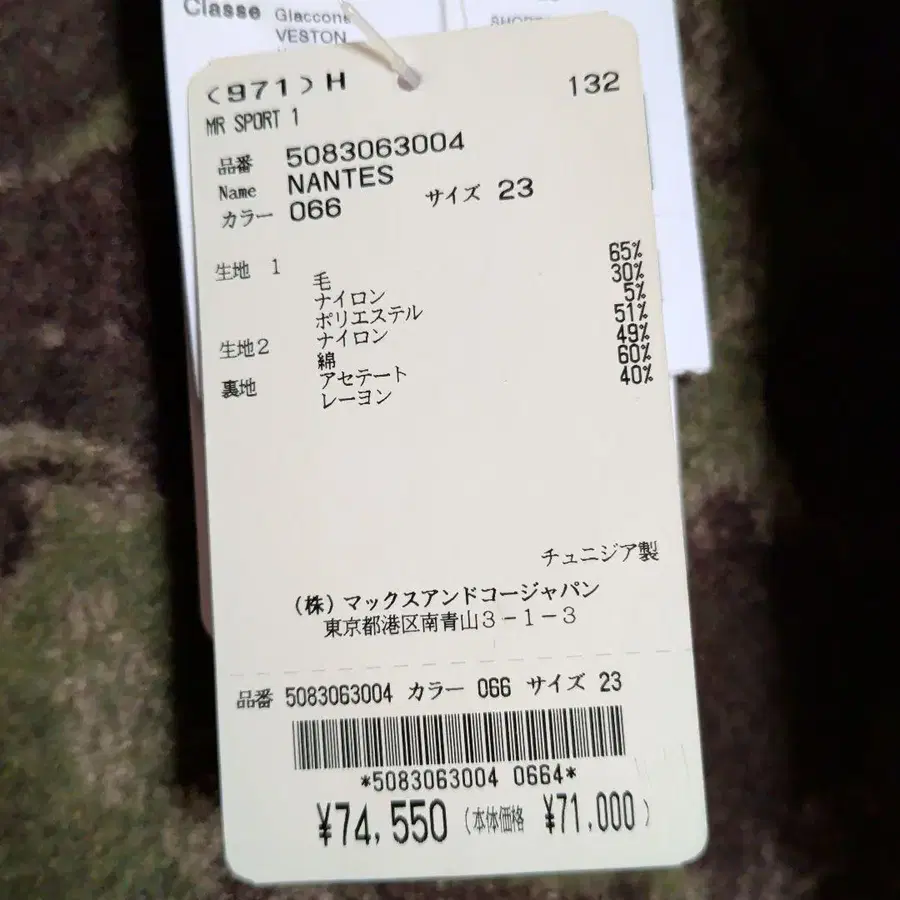 Classe Giaccone
VESTON
(971) H 132
MR SPORT 1
品番 5083063004
Name NANTES
カラー 066 サイズ 23
生地 1
毛 65%
ナイロン 30%
ポリエステル 5%
生地2 ナイロン 51%
綿 49%
裏地 アセテート 60%
レーヨン 40%
チュニジア製
(株)マックスアンドコージャパン
東京都港区南青山3-1-3
品番 5083063004 カラー 066 サイズ 23
*5083063004 0664*
¥74,550 (本体価格 ¥71,000)